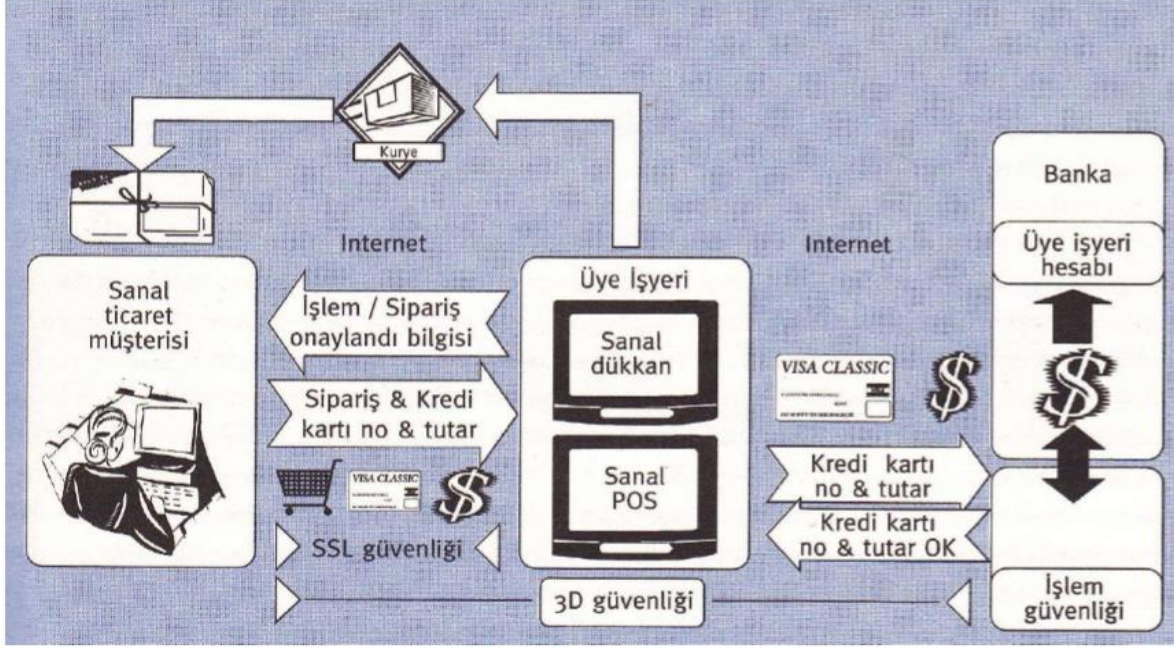 Kurye
Internet
Internet
Banka
Üye işyeri
hesabı
Sanal
ticaret
müşterisi
İşlem / Sipariş
onaylandı bilgisi
Sipariş & Kredi
kartı no & tutar
VISA CLASSIC
SSL güvenliği
Üye İşyeri
Sanal
dükkan
Sanal
POS
VISA CLASSIC
$
$
$
Kredi kartı
no & tutar
Kredi kartı
no & tutar OK
3D güvenliği
İşlem
güvenliği